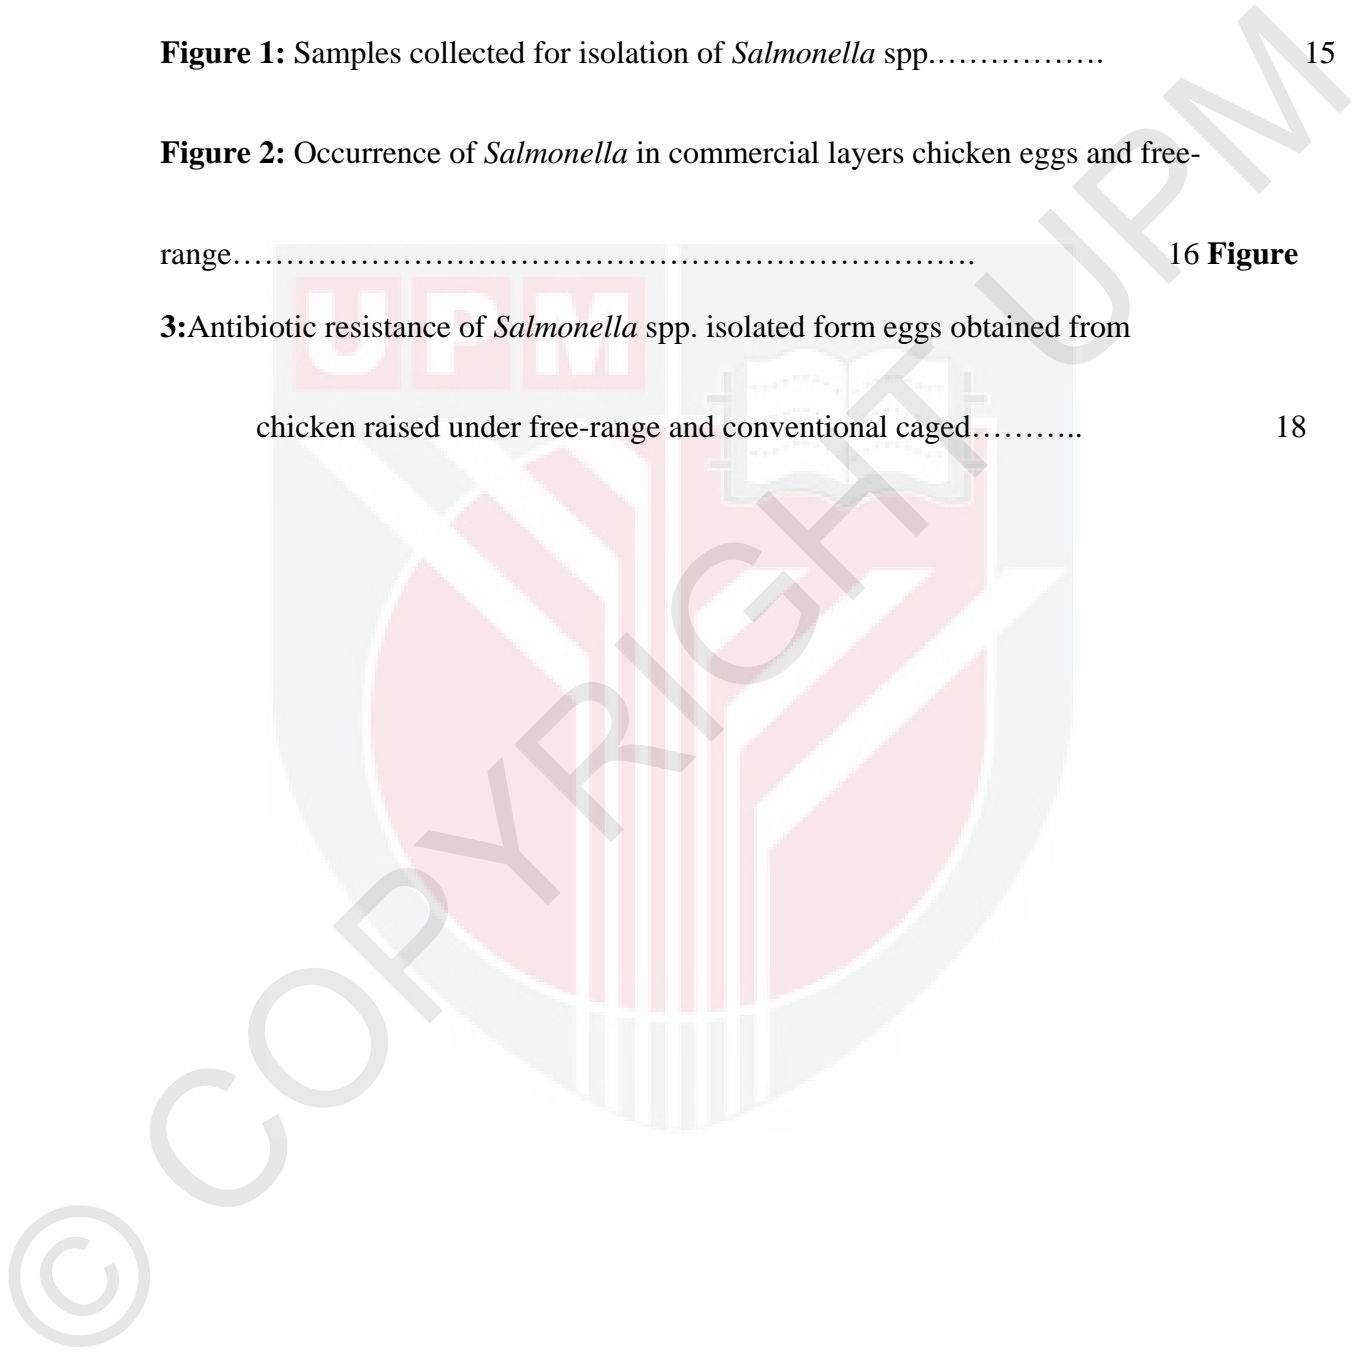 Figure 1: Samples collected for isolation of Salmonella spp.……………. 15
Figure 2: Occurrence of Salmonella in commercial layers chicken eggs and free-
range……………………………………………………………. 16 Figure
3:Antibiotic resistance of Salmonella spp. isolated form eggs obtained from
chicken raised under free-range and conventional caged……….. 18
UPM
© COPYRIGHT UPM